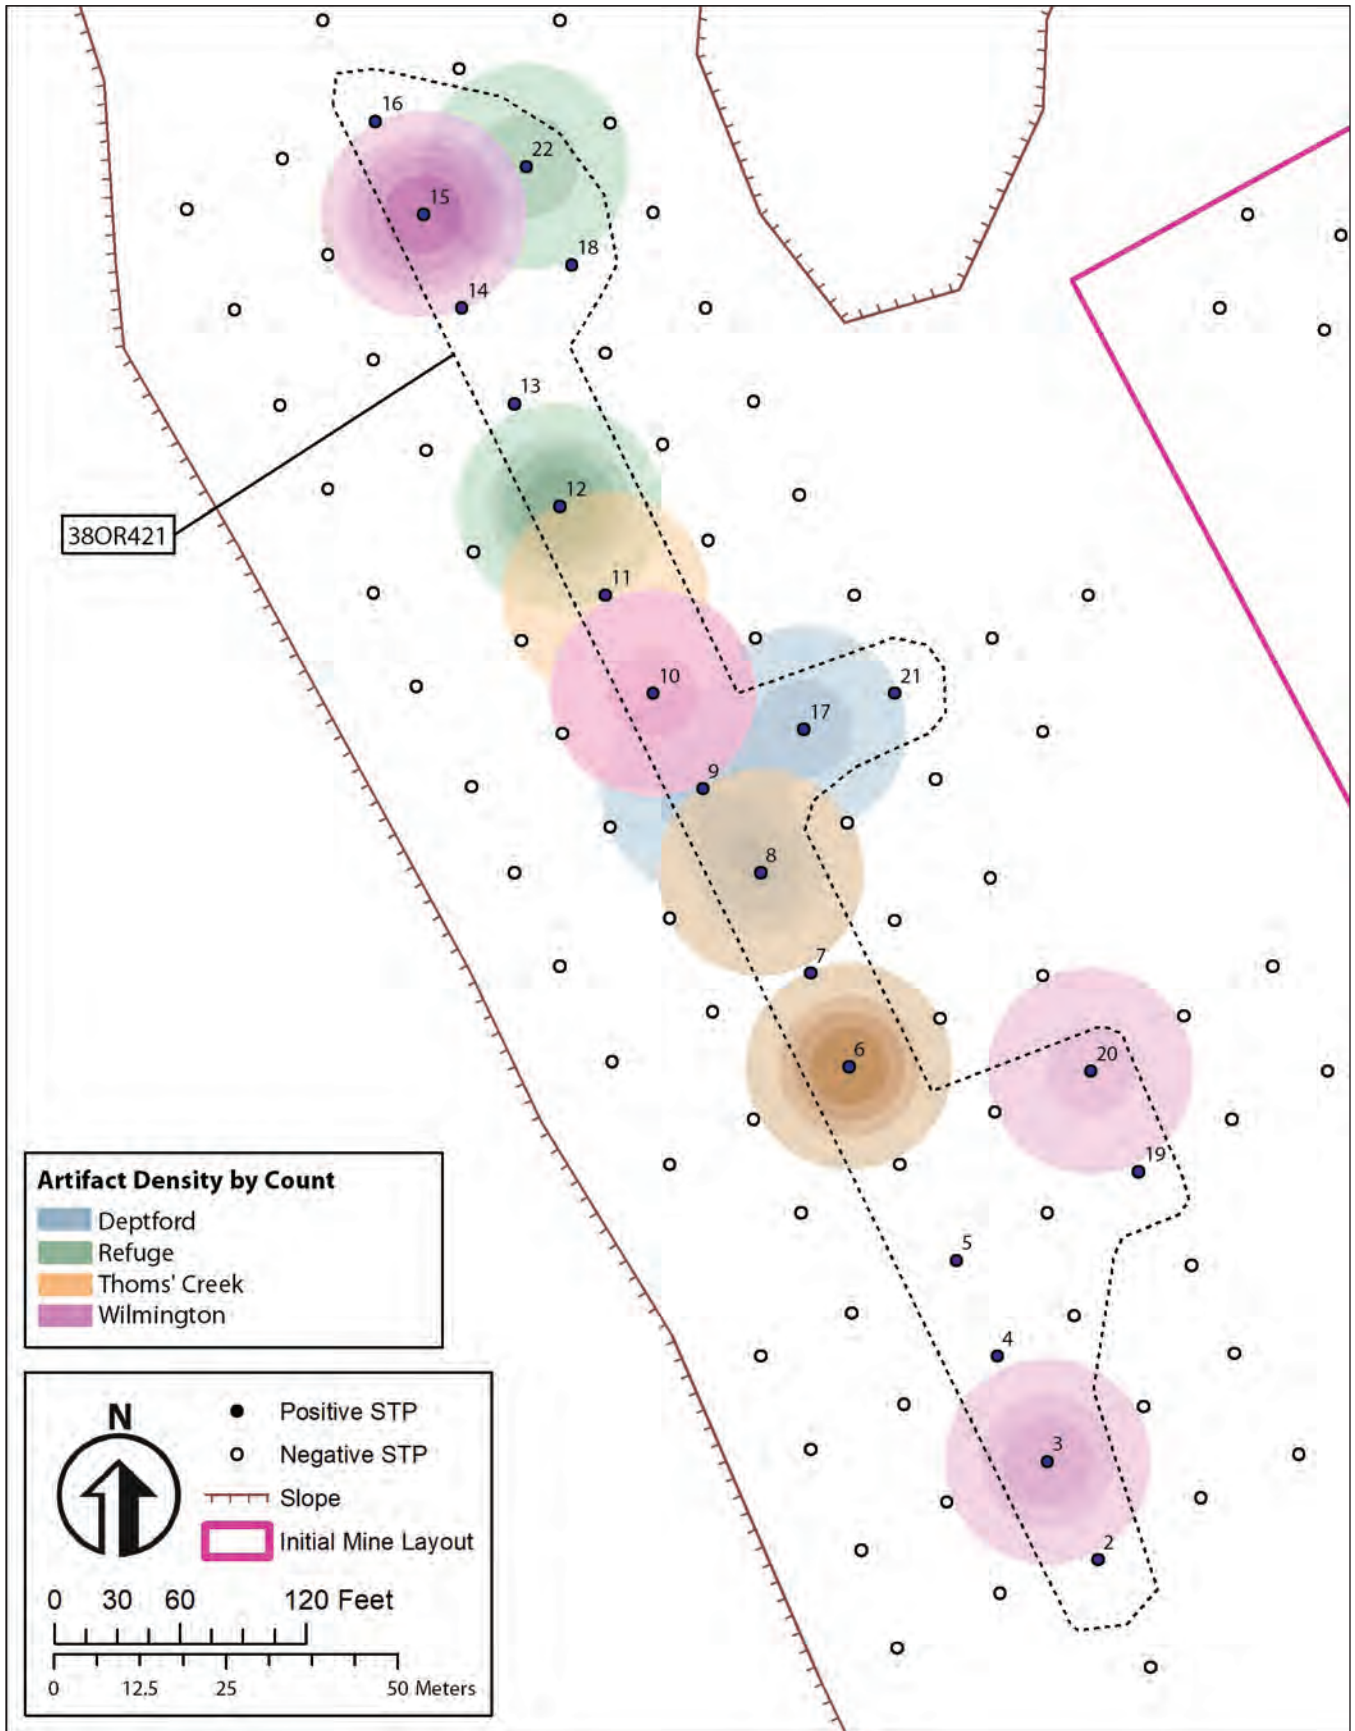 16
22
15
18
14
13
12
38OR421
11
10
21
17
9
8
7
6
20
19
5
4
3
2
Artifact Density by Count
Deptford
Refuge
Thoms' Creek
Wilmington
N
Positive STP
Negative STP
Slope
Initial Mine Layout
0 30 60 120 Feet
0 12.5 25 50 Meters